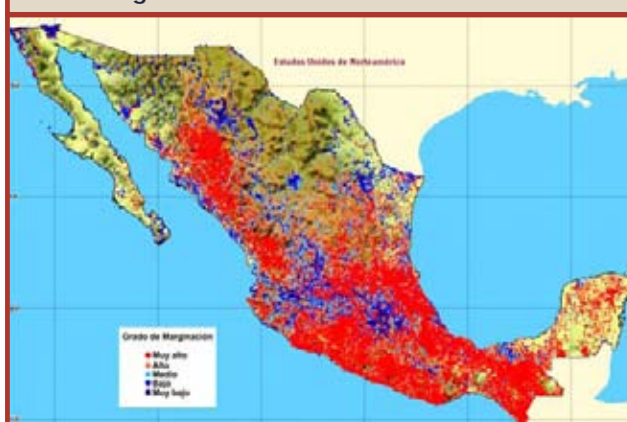 Estados Unidos de Norteamérica
Grado de Marginación
Muy alto
Alto
Medio
Bajo
Muy bajo